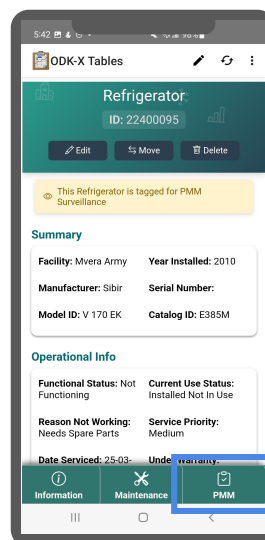 5:42
98%
ODK-X Tables
Refrigerator
ID: 22400095
Edit Move Delete
This Refrigerator is tagged for PMM
Surveillance
Summary
Facility: Mvera Army Year Installed: 2010
Manufacturer: Sibir Serial Number:
Model ID: V 170 EK Catalog ID: E385M
Operational Info
Functional Status: Not Current Use Status:
Functioning Installed Not In Use
Reason Not Working: Service Priority:
Needs Spare Parts Medium
Date Serviced: 25-03- Under Warranty:
Information Maintenance PMM